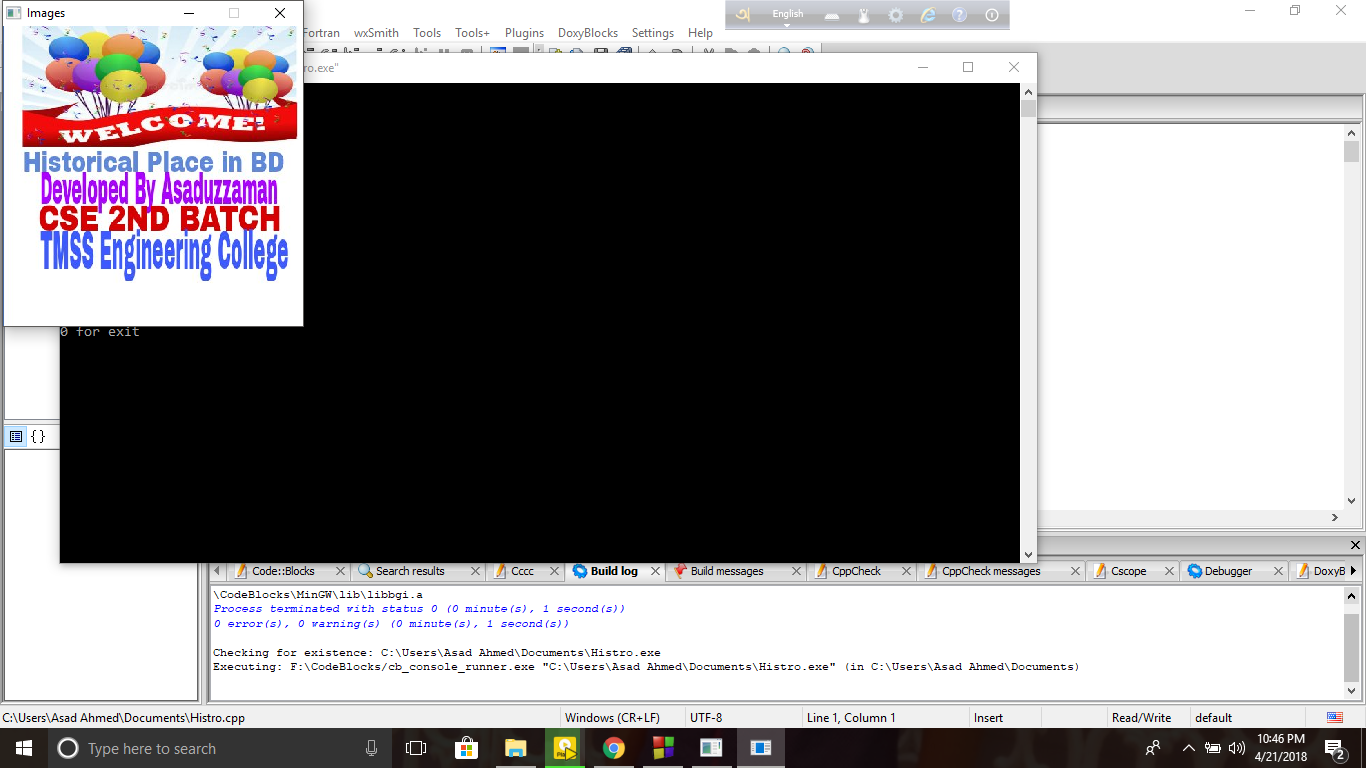 Images
WELCOME!
Historical Place in BD
Developed By Asaduzzaman
CSE 2ND BATCH
TMSS Engineering College
English
Fortran wxSmith Tools Tools+ Plugins DoxyBlocks Settings Help
ro.exe"
0 for exit
{}
Code::Blocks Search results Cccc Build log Build messages CppCheck CppCheck messages Cscope Debugger DoxyB
\CodeBlocks\MinGW\lib\libbgi.a
Process terminated with status 0 (0 minute(s), 1 second(s))
0 error(s), 0 warning(s) (0 minute(s), 1 second(s))
Checking for existence: C:\Users\Asad Ahmed\Documents\Histro.exe
Executing: F:\CodeBlocks/cb_console_runner.exe "C:\Users\Asad Ahmed\Documents\Histro.exe" (in C:\Users\Asad Ahmed\Documents)
C:\Users\Asad Ahmed\Documents\Histro.cpp Windows (CR+LF) UTF-8 Line 1, Column 1 Insert Read/Write default
Type here to search
10:46 PM
4/21/2018
2